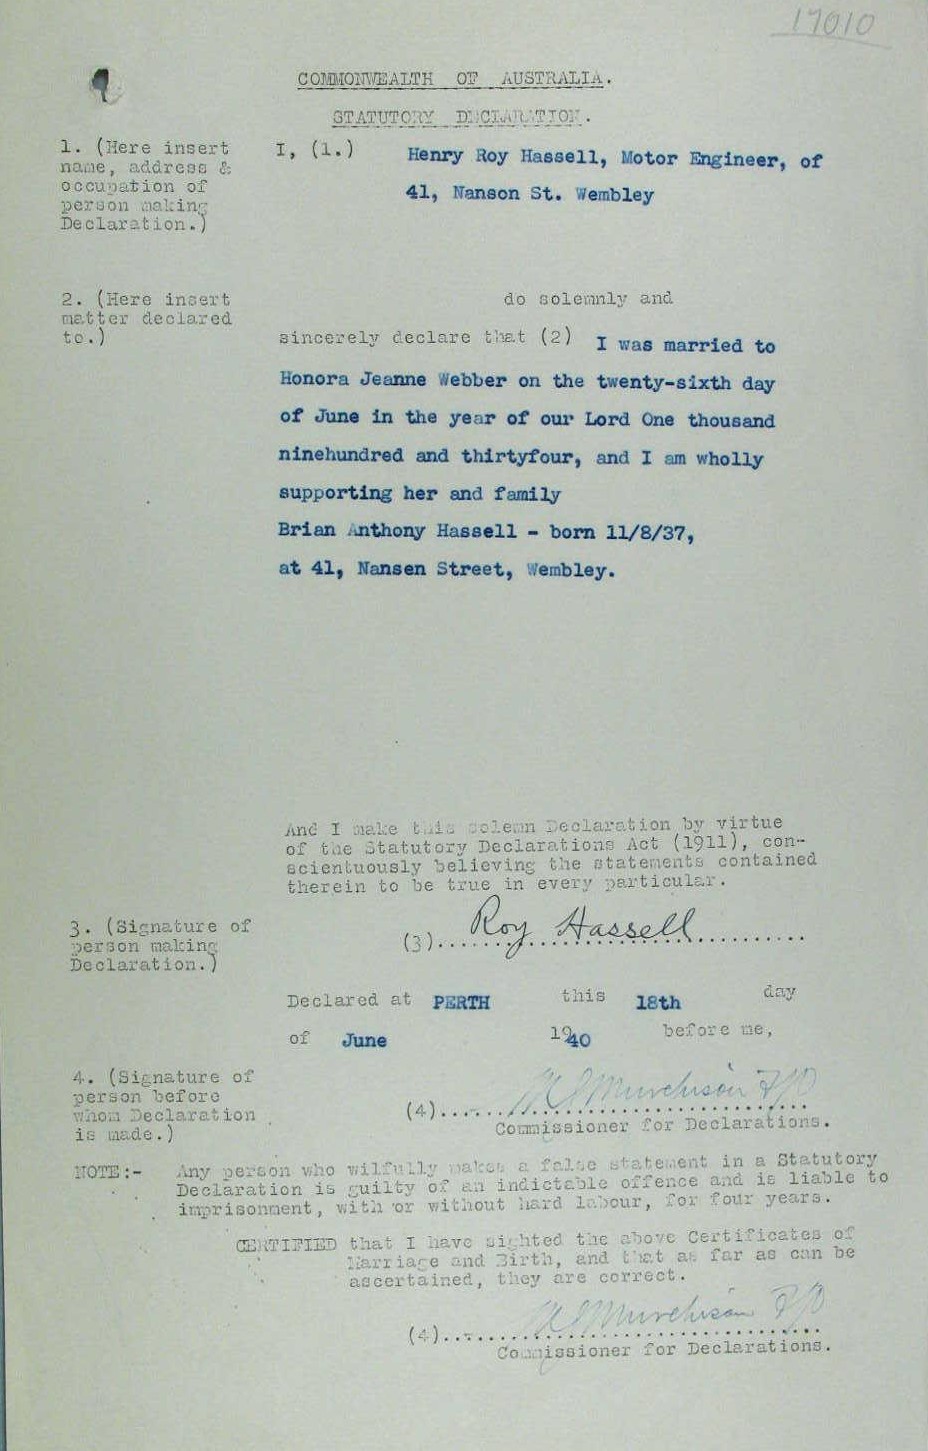 17010
COMMONWEALTH OF AUSTRALIA.
STATUTORY DECLARATION.
1. (Here insert
name, address &
occupation of
person making
Declaration.)
I, (1.) Henry Roy Hassell, Motor Engineer, of
41, Nanson St. Wembley
2. (Here insert
matter declared
to.)
do solemnly and
sincerely declare that (2) I was married to
Honora Jeanne Webber on the twenty-sixth day
of June in the year of our Lord One thousand
ninehundred and thirtyfour, and I am wholly
supporting her and family
Brian Anthony Hassell - born 11/8/37,
at 41, Nansen Street, Wembley.
And I make this solemn Declaration by virtue
of the Statutory Declarations Act (1911), con-
scientuously believing the statements contained
therein to be true in every particular.
3. (Signature of
person making
Declaration.)
(3)....Roy Hassell..........
Declared at PERTH this 18th day
of June 1940 before me,
4. (Signature of
person before
whom Declaration
is made.)
(4)......Murchison
Commissioner for Declarations.
NOTE:- Any person who wilfully makes a false statement in a Statutory
Declaration is guilty of an indictable offence and is liable to
imprisonment, with or without hard labour, for four years.
CERTIFIED that I have sighted the above Certificates of
Marriage and Birth, and that as far as can be
ascertained, they are correct.
(4)......Murchison
Commissioner for Declarations.